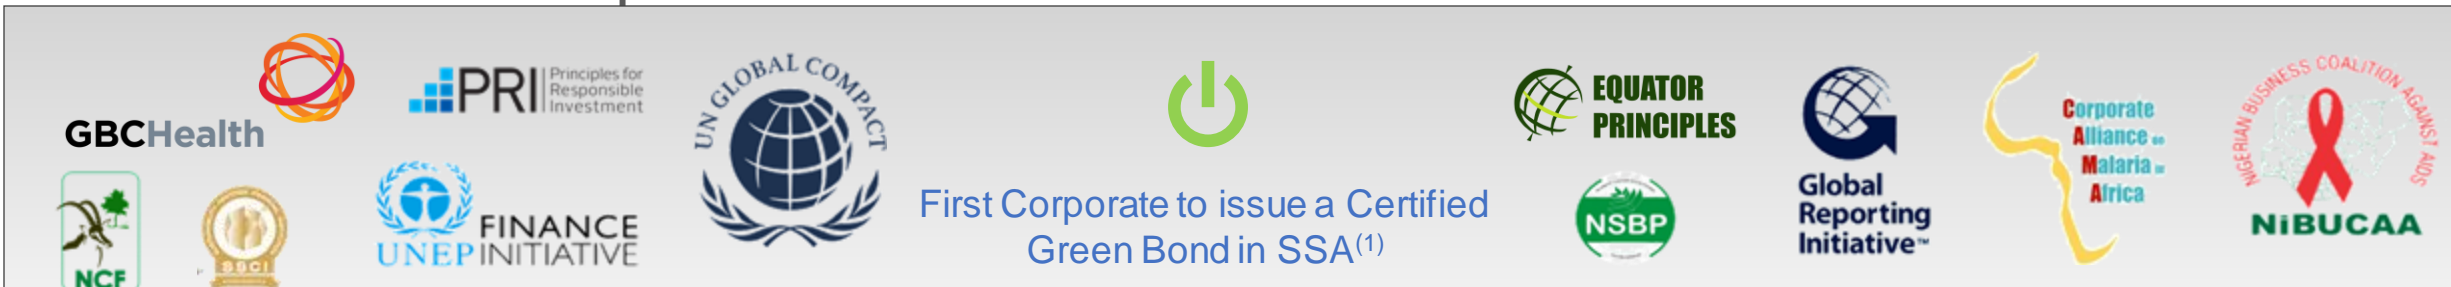 GBCHealth
PRI
Principles for
Responsible
Investment
UN GLOBAL COMPACT
EQUATOR
PRINCIPLES
Global
Reporting
Initiative™
Corporate
Alliance on
Malaria in
Africa
NIGERIAN BUSINESS COALITION AGAINST AIDS
NiBUCAA
NCF
SSCI
UNEP
FINANCE
INITIATIVE
First Corporate to issue a Certified
Green Bond in SSA(1)
NSBP